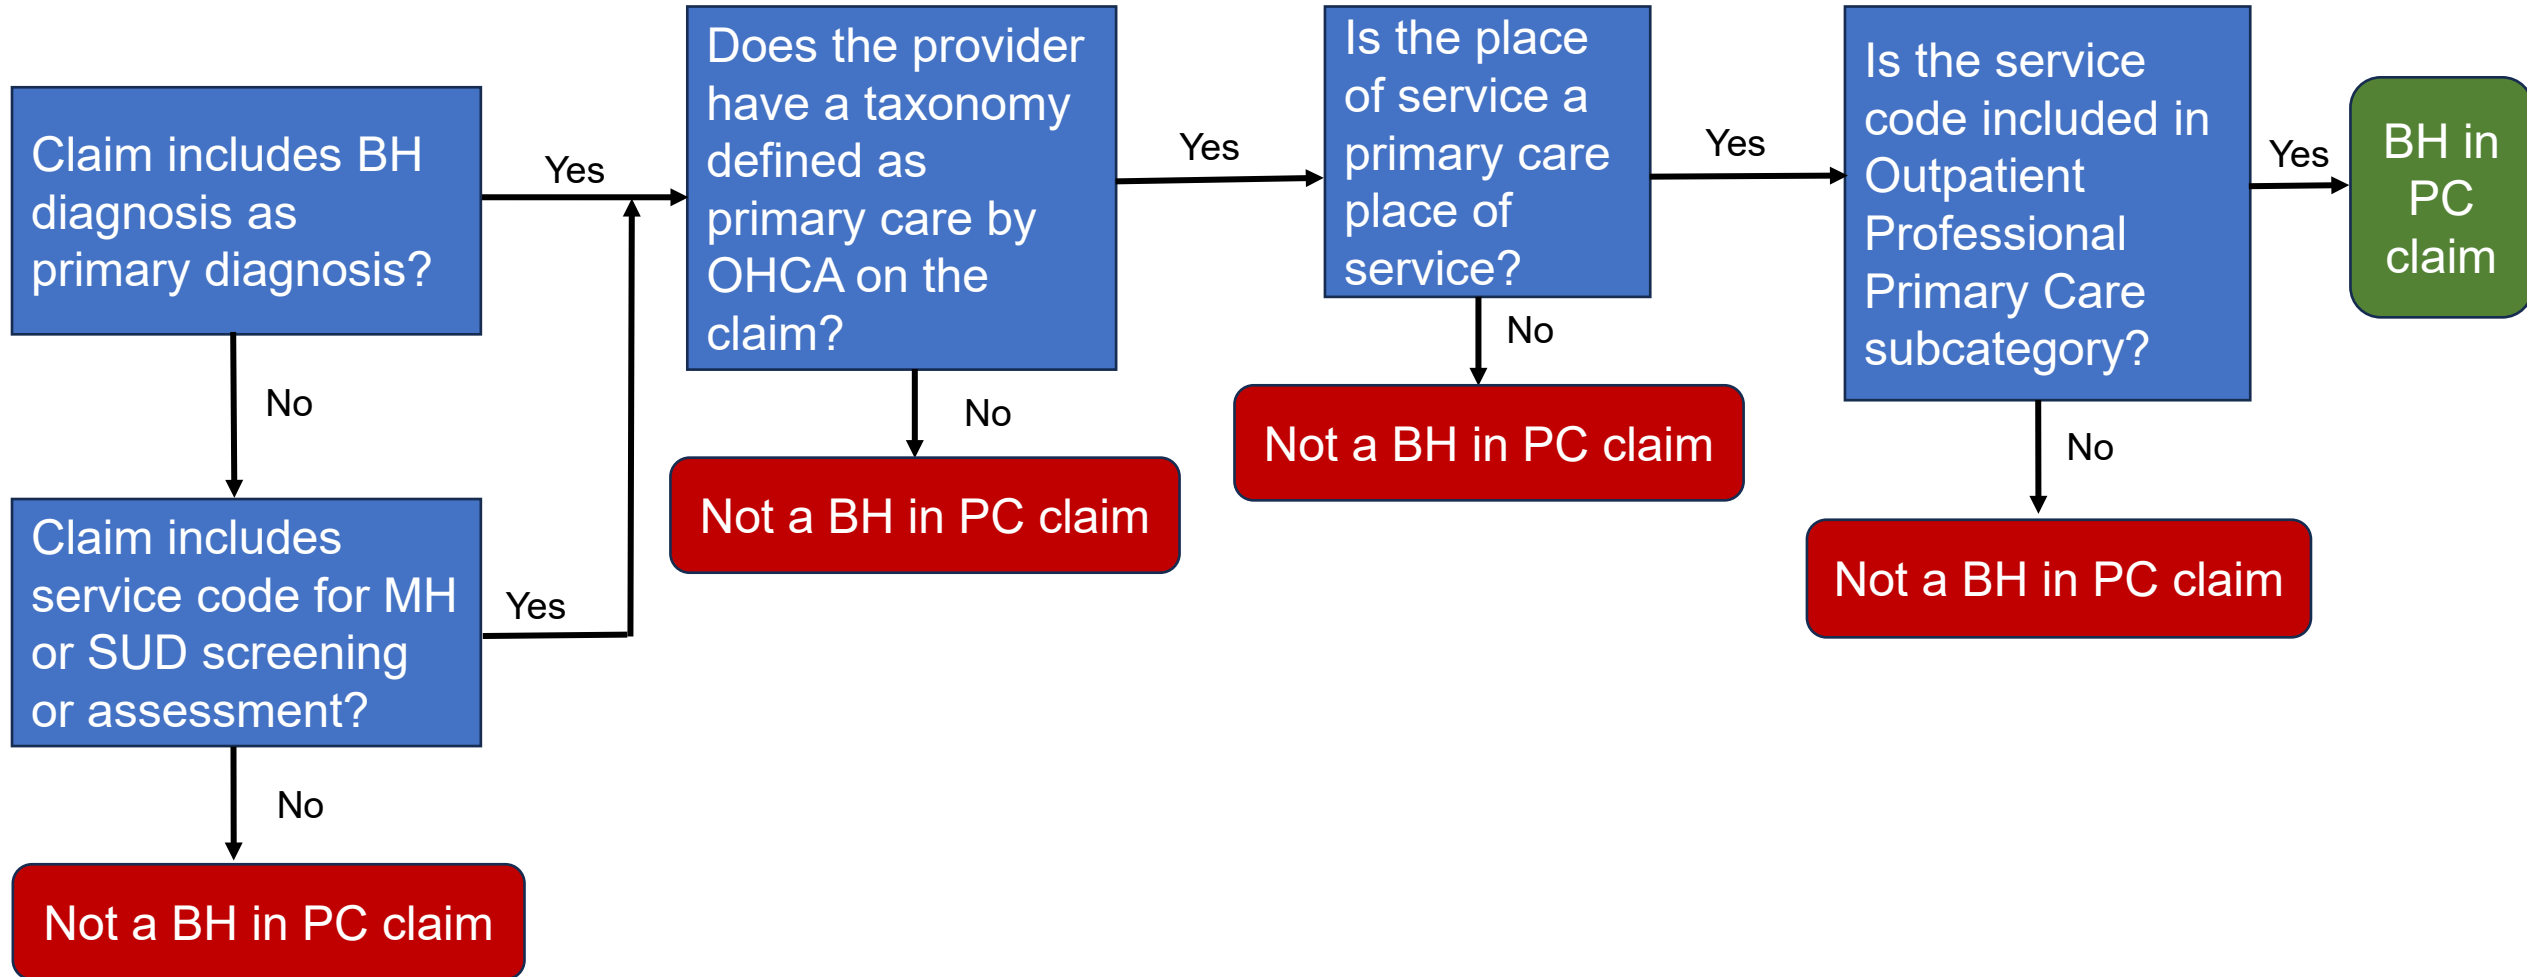 Claim includes BH
diagnosis as
primary diagnosis?
Yes
No
Claim includes
service code for MH
or SUD screening
or assessment?
Yes
No
Not a BH in PC claim
Does the provider
have a taxonomy
defined as
primary care by
OHCA on the
claim?
Yes
No
Not a BH in PC claim
Is the place
of service a
primary care
place of
service?
Yes
No
Not a BH in PC claim
Is the service
code included in
Outpatient
Professional
Primary Care
subcategory?
Yes
No
Not a BH in PC claim
BH in
PC
claim